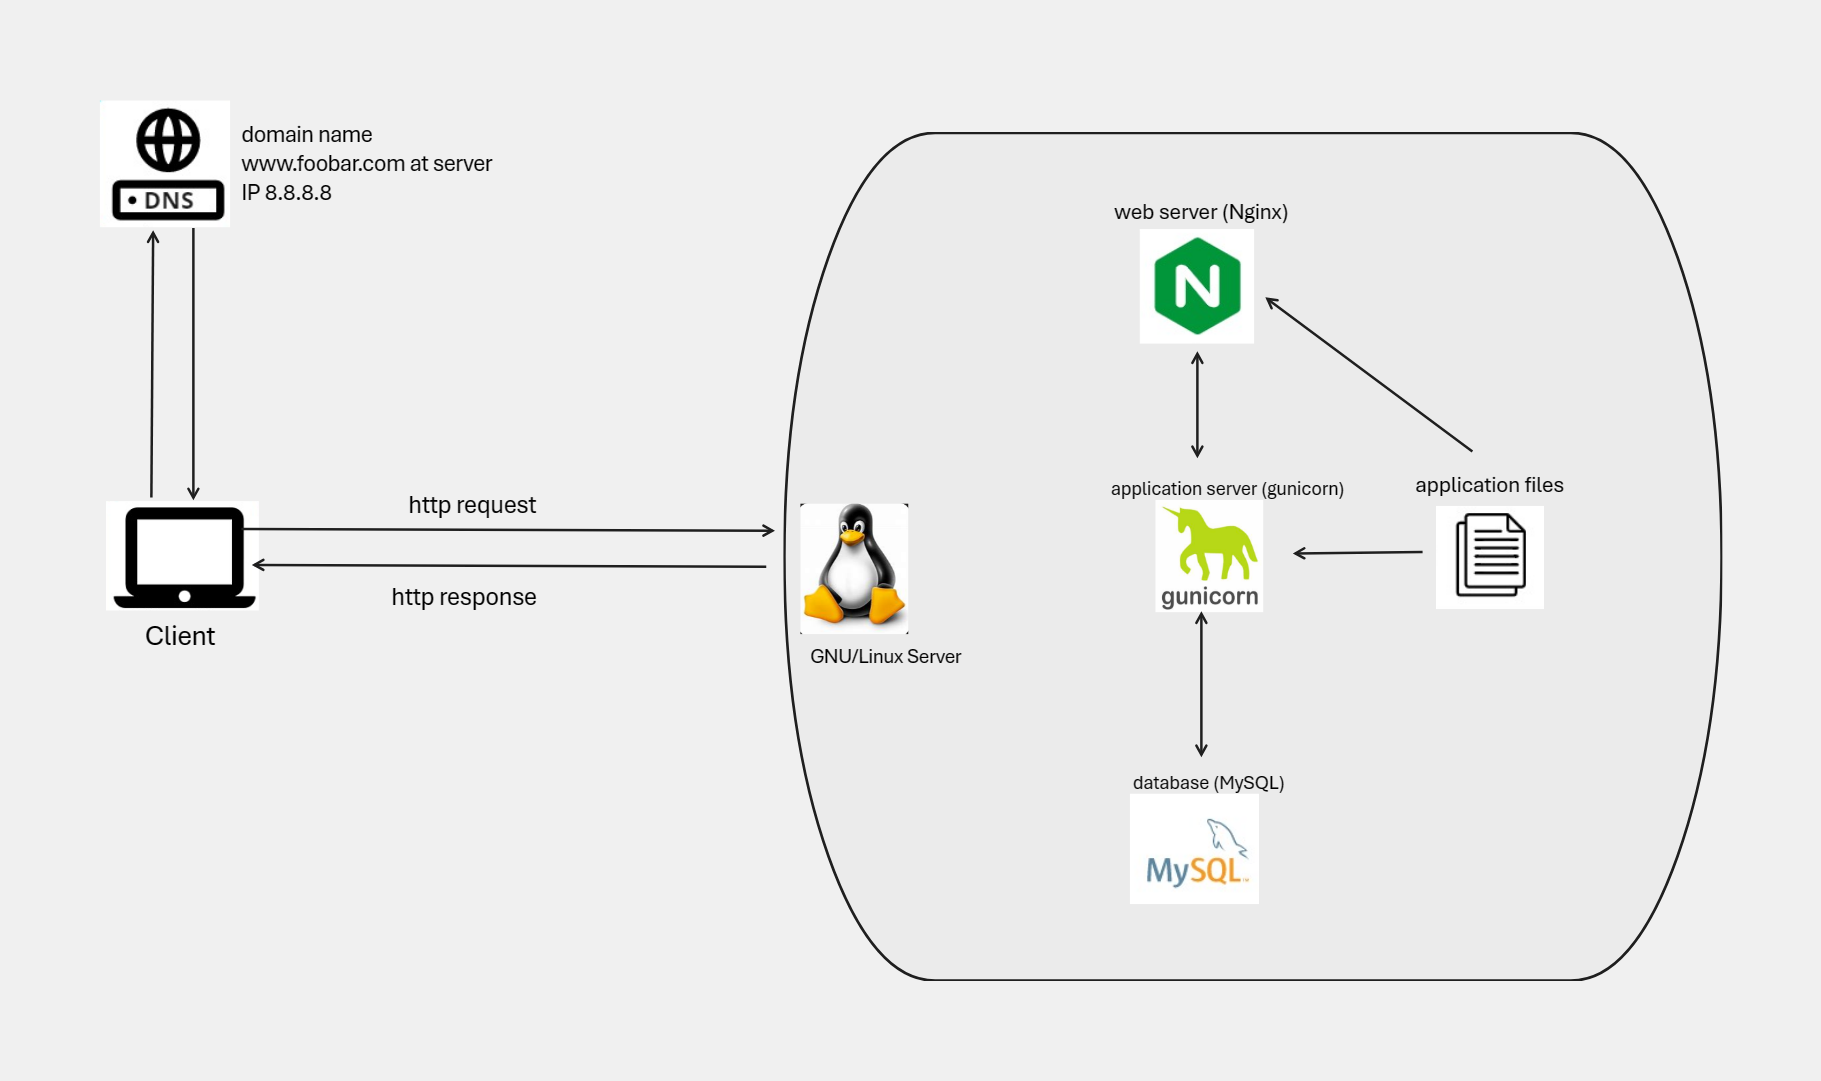 domain name
www.foobar.com at server
IP 8.8.8.8
DNS
web server (Nginx)
N
http request
http response
Client
GNU/Linux Server
application server (gunicorn)
gunicorn
application files
database (MySQL)
MySQL™